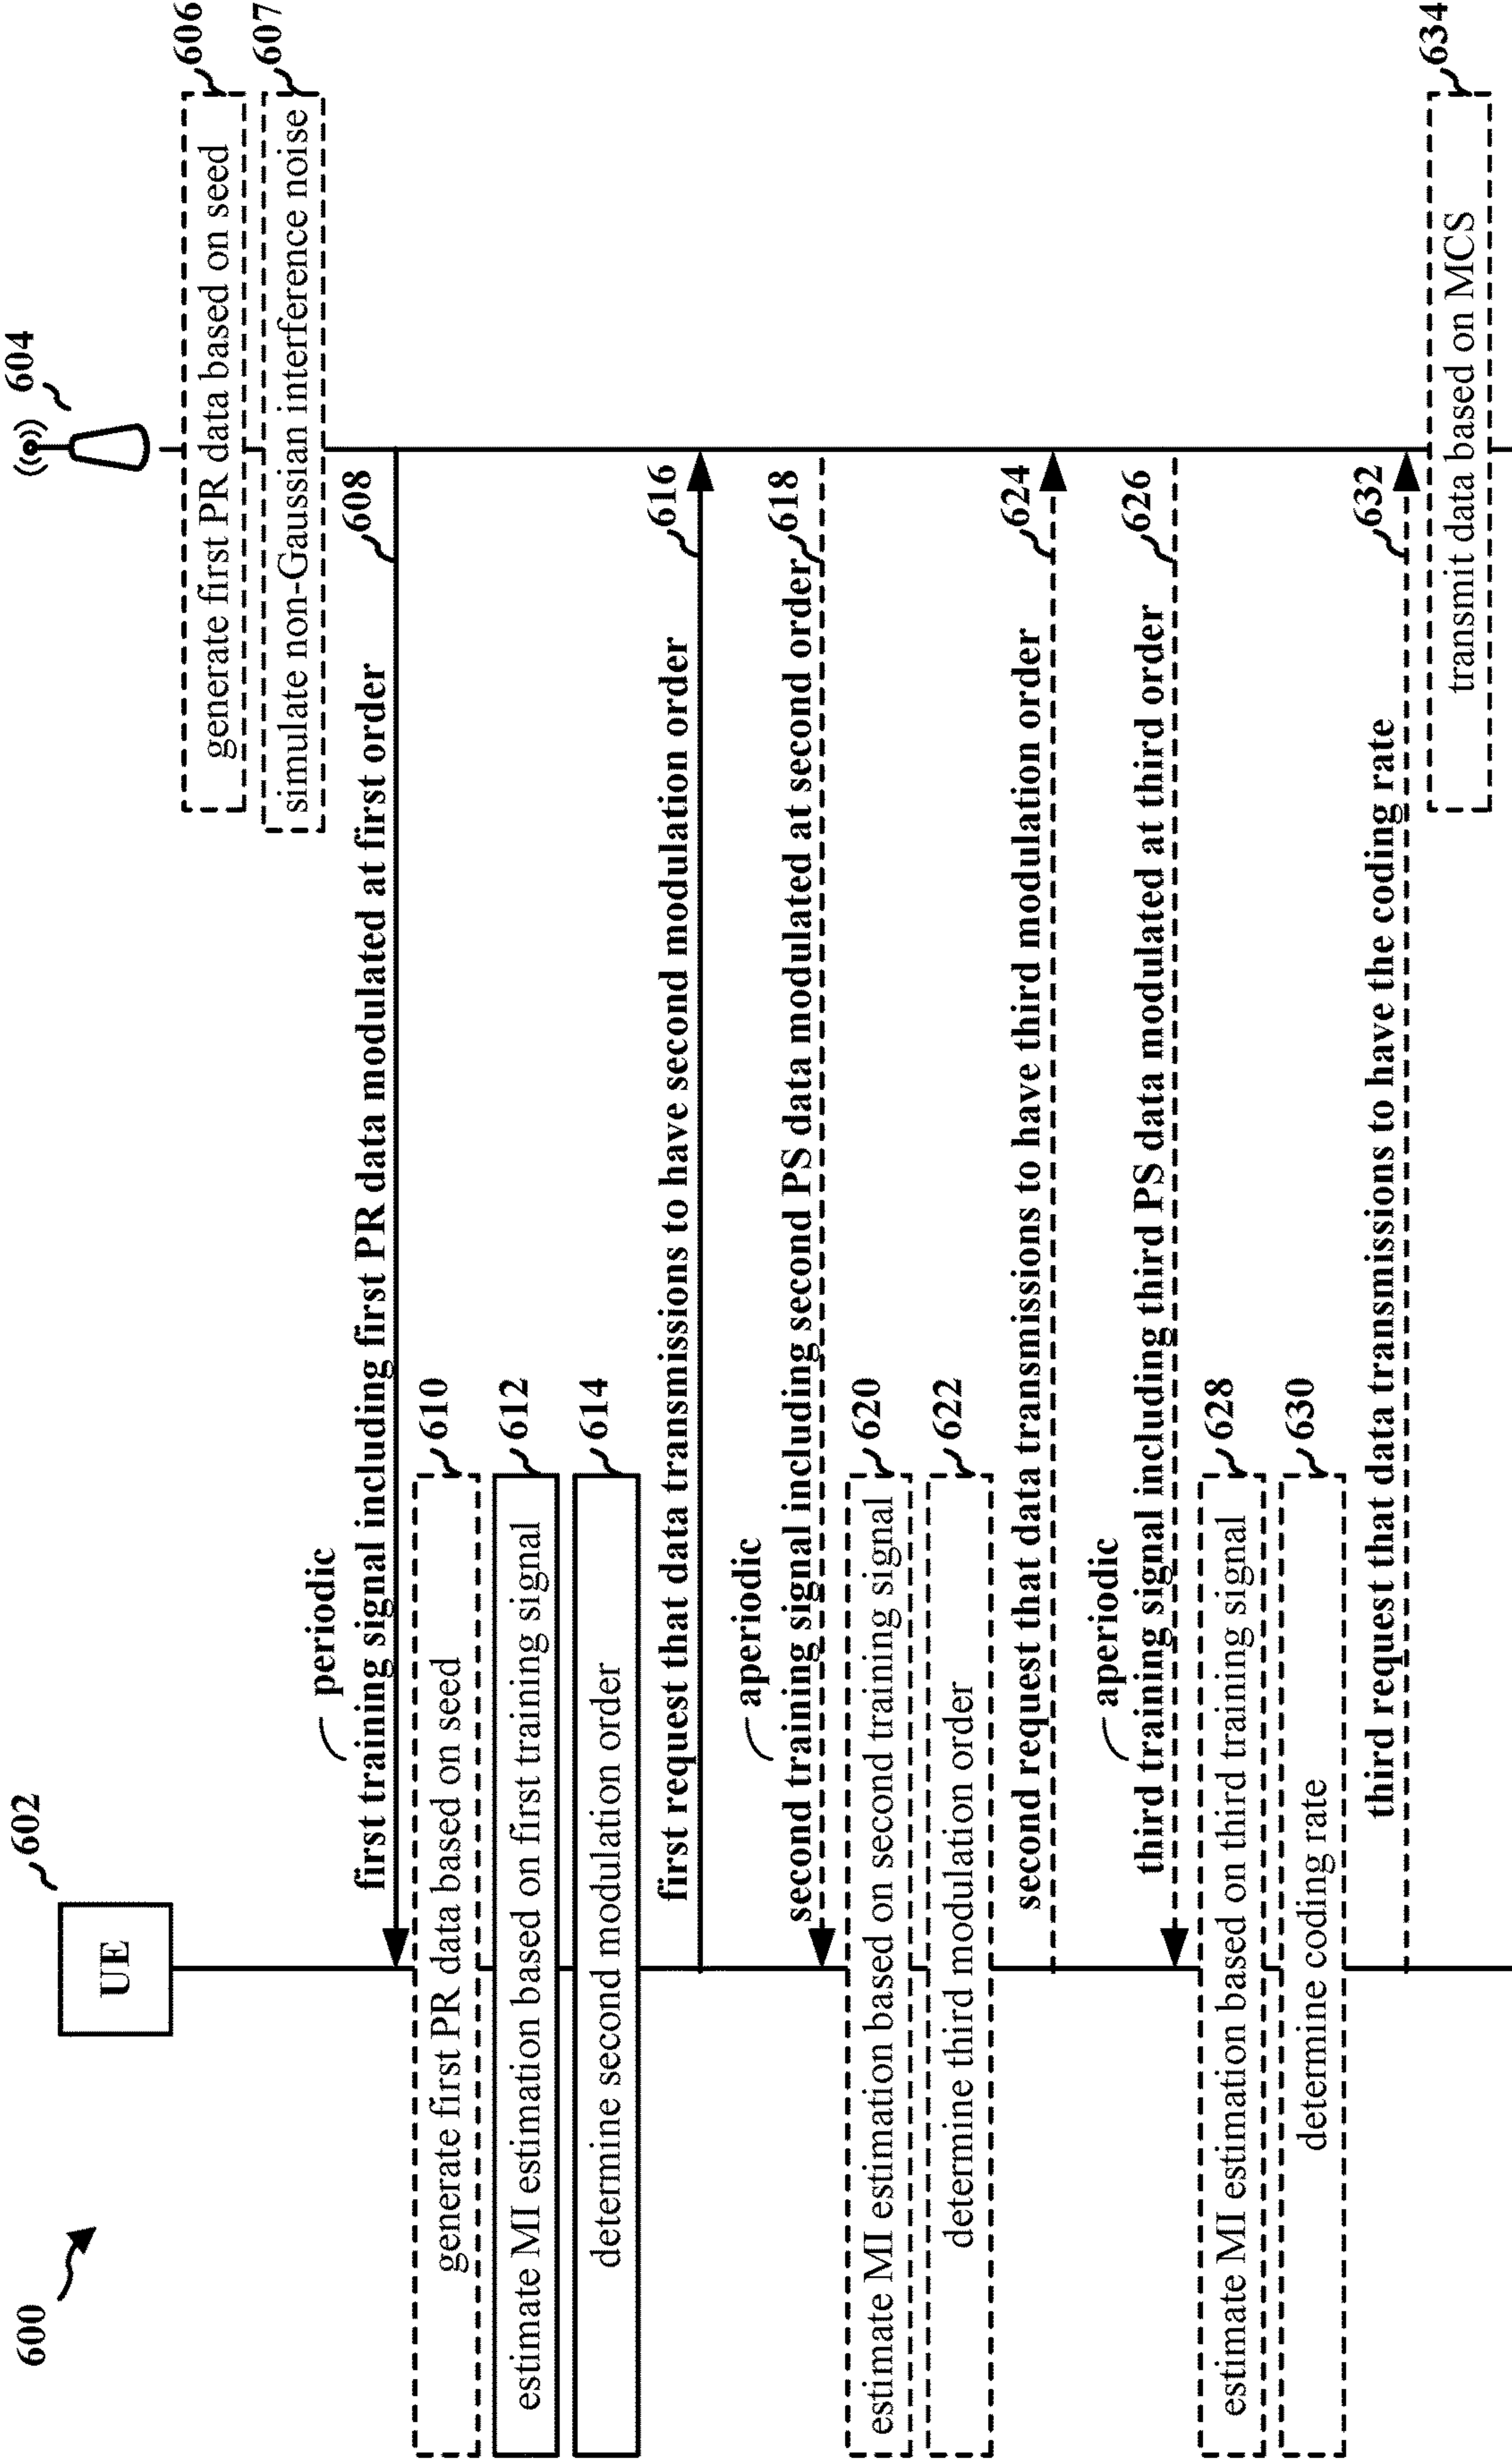 600
602
UE
604
generate first PR data based on seed
606
simulate non-Gaussian interference noise
607
periodic
first training signal including first PR data modulated at first order
608
generate first PR data based on seed
610
estimate MI estimation based on first training signal
612
determine second modulation order
614
first request that data transmissions to have second modulation order
616
aperiodic
second training signal including second PS data modulated at second order
618
estimate MI estimation based on second training signal
620
determine third modulation order
622
second request that data transmissions to have third modulation order
624
aperiodic
third training signal including third PS data modulated at third order
626
estimate MI estimation based on third training signal
628
determine coding rate
630
third request that data transmissions to have the coding rate
632
transmit data based on MCS
634